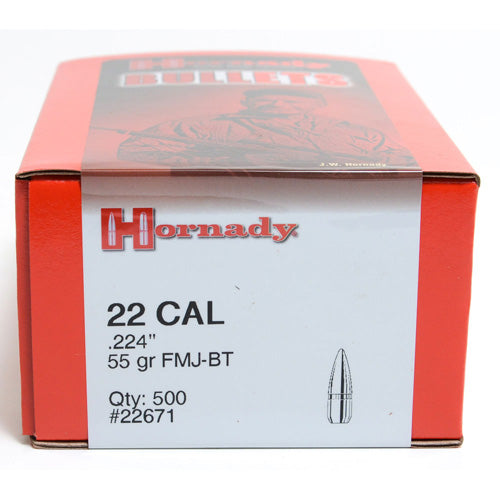 Hornady
BULLETS
J.W. Hornady
Hornady
22 CAL
.224"
55 gr FMJ-BT
Qty: 500
#22671